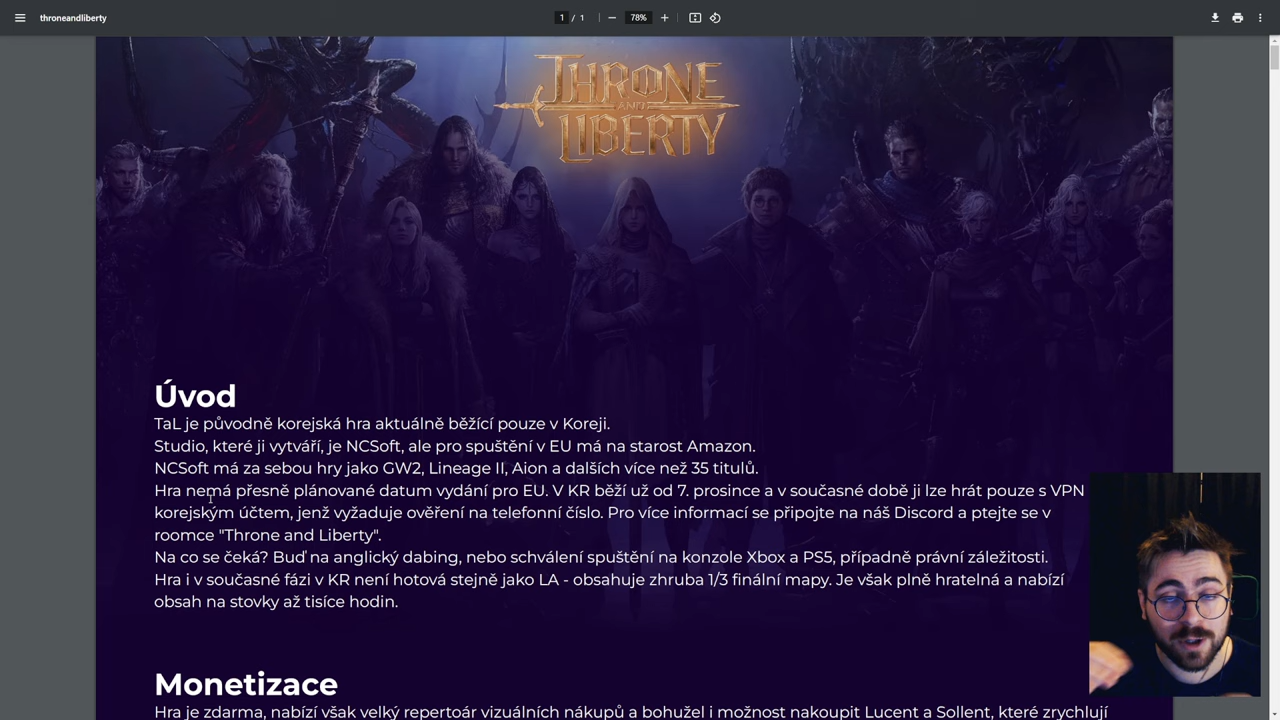 throneandliberty
1 / 1
78%
THRONE
AND
LIBERTY
Úvod
TaL je původně korejská hra aktuálně běžící pouze v Koreji.
Studio, které ji vytváří, je NCSoft, ale pro spuštění v EU má na starost Amazon.
NCSoft má za sebou hry jako GW2, Lineage II, Aion a dalších více než 35 titulů.
Hra nemá přesně plánované datum vydání pro EU. V KR běží už od 7. prosince a v současné době ji lze hrát pouze s VPN
korejským účtem, jenž vyžaduje ověření na telefonní číslo. Pro více informací se připojte na náš Discord a ptejte se v
roomce "Throne and Liberty".
Na co se čeká? Buď na anglický dabing, nebo schválení spuštění na konzole Xbox a PS5, případně právní záležitosti.
Hra i v současné fázi v KR není hotová stejně jako LA - obsahuje zhruba 1/3 finální mapy. Je však plně hratelná a nabízí
obsah na stovky až tisíce hodin.
Monetizace
Hra je zdarma, nabízí však velký repertoár vizuálních nákupů a bohužel i možnost nakoupit Lucent a Sollent, které zrychlují